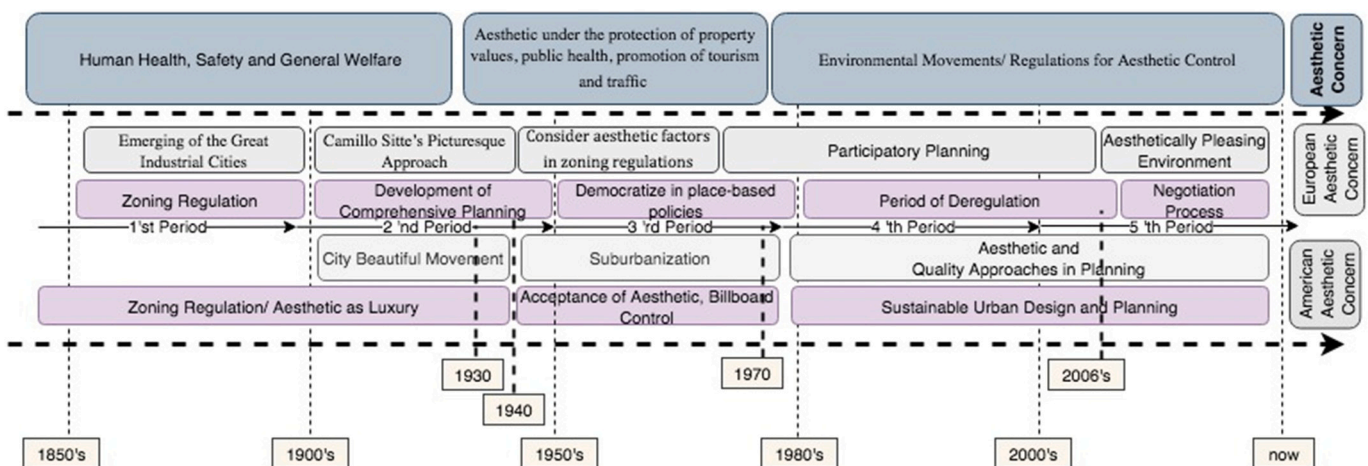 Human Health, Safety and General Welfare
Aesthetic under the protection of property
values, public health, promotion of tourism
and traffic
Environmental Movements/ Regulations for Aesthetic Control
Aesthetic
Concern
Emerging of the Great
Industrial Cities
Camillo Sitte's Picturesque
Approach
Consider aesthetic factors
in zoning regulations
Participatory Planning
Aesthetically Pleasing
Environment
European
Aesthetic
Concern
Zoning Regulation
Development of
Comprehensive Planning
Democratize in place-based
policies
Period of Deregulation
Negotiation
Process
1'st Period
2 'nd Period
3 'rd Period
4 'th Period
5 'th Period
City Beautiful Movement
Suburbanization
Aesthetic and
Quality Approaches in Planning
American
Aesthetic
Concern
Zoning Regulation/ Aesthetic as Luxury
Acceptance of Aesthetic, Billboard
Control
Sustainable Urban Design and Planning
1930
1940
1970
2006's
1850's
1900's
1950's
1980's
2000's
now